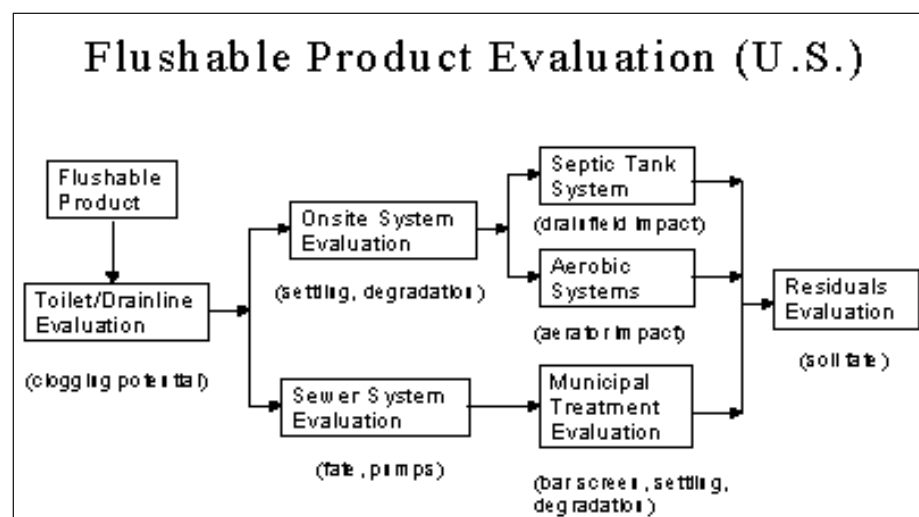 Flushable Product Evaluation (U.S.)
Flushable
Product
Toilet/Drainline
Evaluation
(clogging potential)
Onsite System
Evaluation
(settling, degradation)
Sewer System
Evaluation
(fate, pumps)
Septic Tank
System
(drainfield impact)
Aerobic
Systems
(aerator impact)
Municipal
Treatment
Evaluation
(bar screen, settling,
degradation)
Residuals
Evaluation
(soil fate)